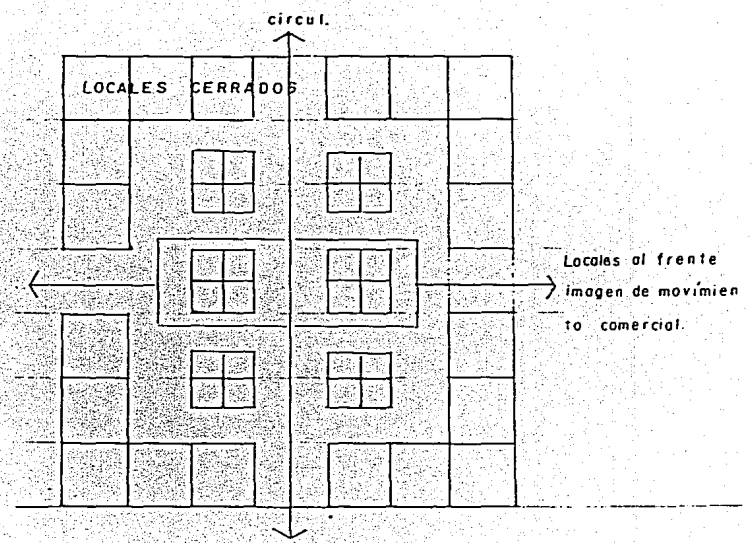 circul.
LOCALES CERRADOS
Locales al frente
imagen de movimien
to comercial.